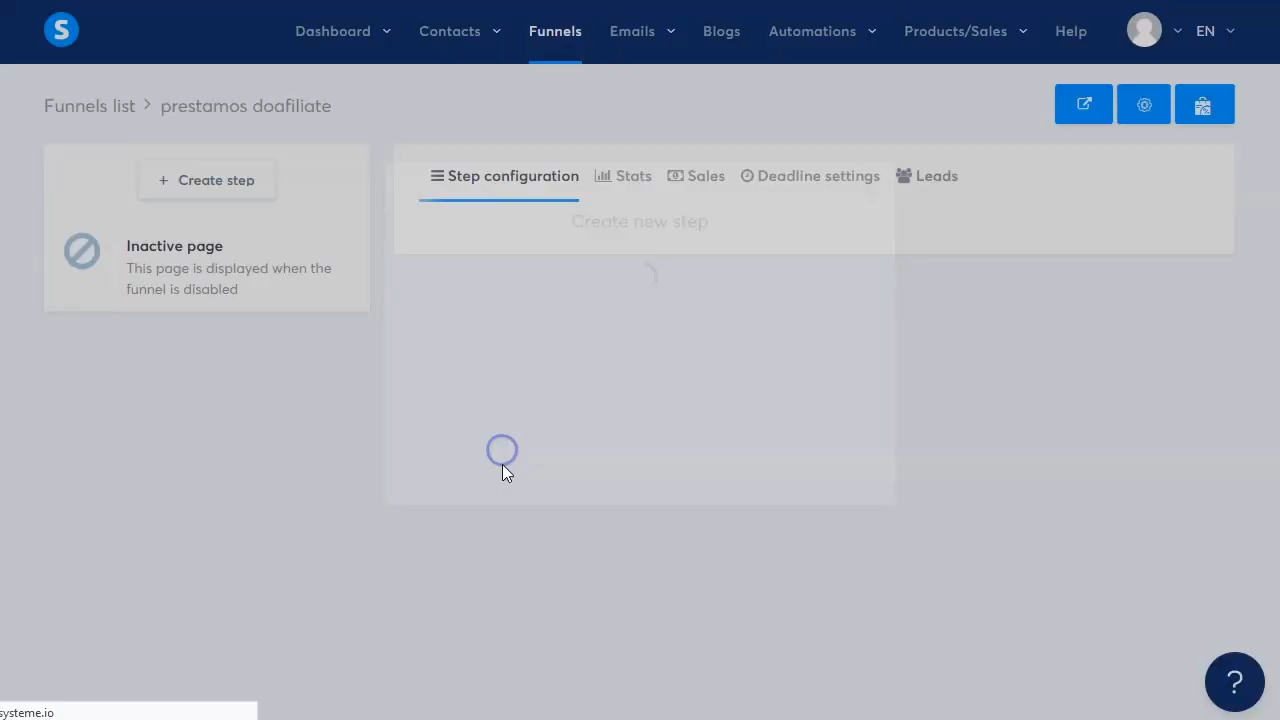 S
Dashboard
Contacts
Funnels
Emails
Blogs
Automations
Products/Sales
Help
EN
Funnels list > prestamos doafiliate
+ Create step
Step configuration
Stats
Sales
Deadline settings
Leads
Create new step
Inactive page
This page is displayed when the
funnel is disabled
?
systeme.io